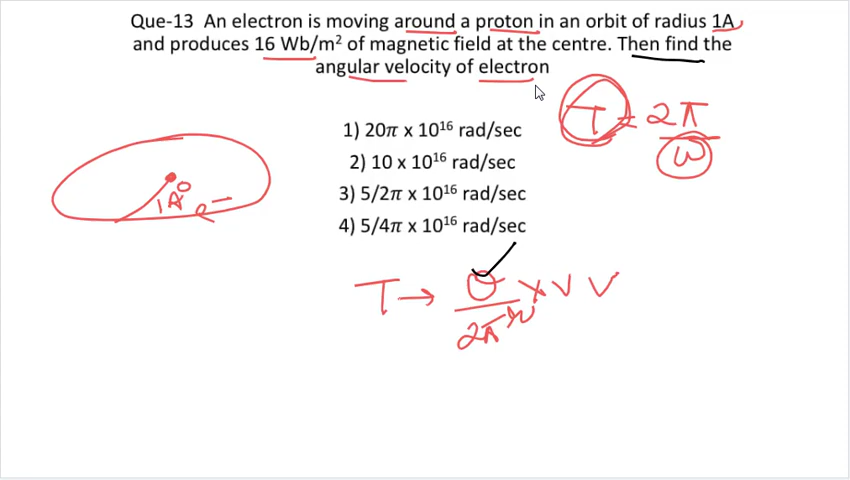 Que-13 An electron is moving around a proton in an orbit of radius 1A
and produces 16 Wb/m² of magnetic field at the centre. Then find the
angular velocity of electron
T = 2π
ω
1) 20π x 10¹⁶ rad/sec
2) 10 x 10¹⁶ rad/sec
3) 5/2π x 10¹⁶ rad/sec
4) 5/4π x 10¹⁶ rad/sec
1A⁰ e⁻
T → θ x v v
2π